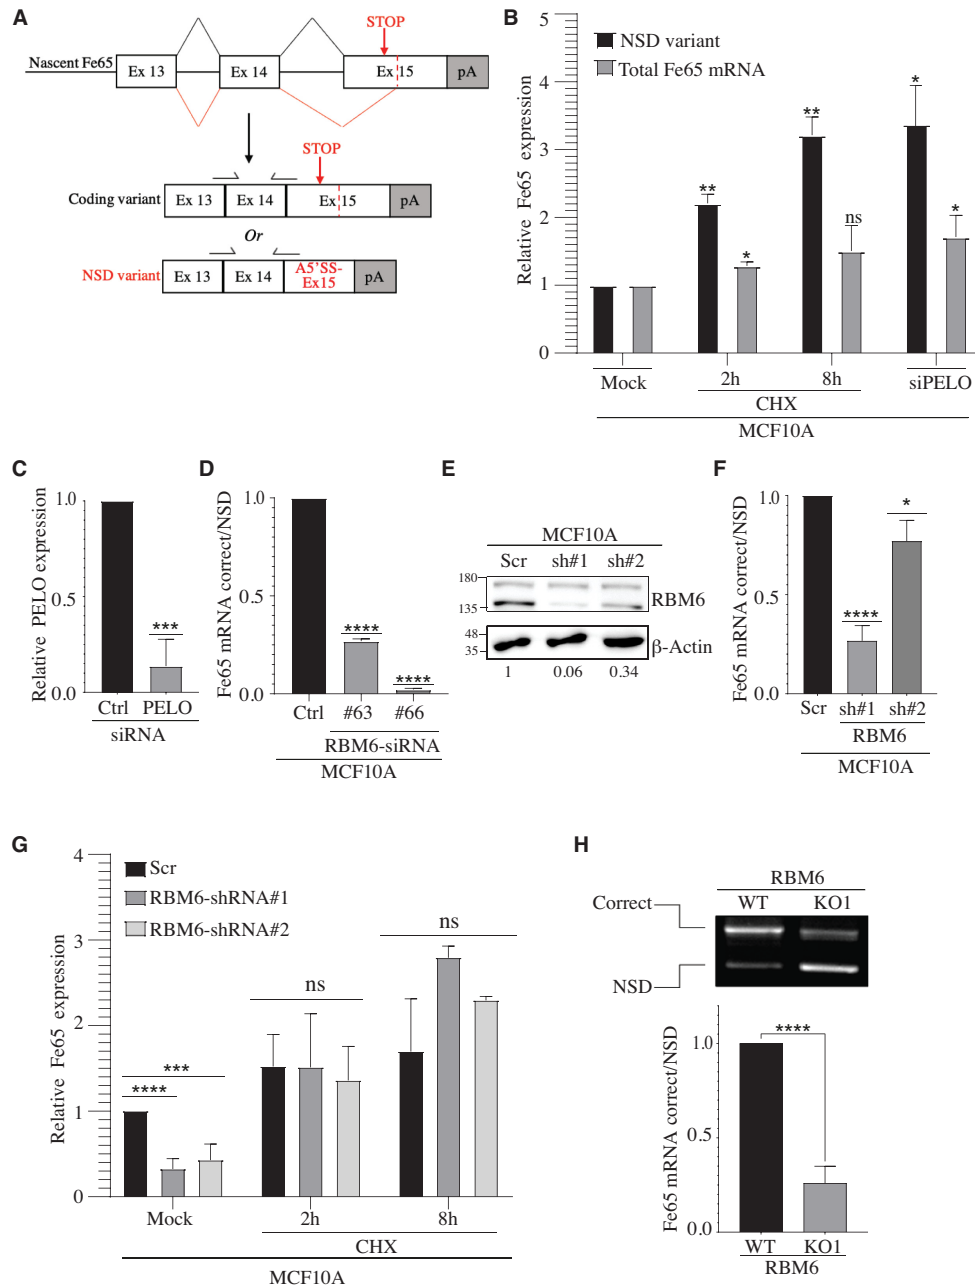 A
STOP
Nascent Fe65
Ex 13
Ex 14
Ex 15
pA
STOP
Coding variant
Ex 13
Ex 14
Ex 15
pA
Or
NSD variant
Ex 13
Ex 14
A5'SS-
Ex15
pA
B
NSD variant
Total Fe65 mRNA
Relative Fe65 expression
5
4
3
2
1
0
**
*
**
ns
*
*
Mock
2h
8h
siPELO
CHX
MCF10A
C
Relative PELO expression
1.0
0.5
0.0
***
Ctrl
PELO
siRNA
D
Fe65 mRNA correct/NSD
1.0
0.5
0.0
****
****
Ctrl
#63
#66
RBM6-siRNA
MCF10A
E
MCF10A
Scr
sh#1
sh#2
180
135
RBM6
48
35
β-Actin
1
0.06
0.34
F
Fe65 mRNA correct/NSD
1.0
0.5
0.0
****
*
Scr
sh#1
sh#2
RBM6
MCF10A
G
Scr
RBM6-shRNA#1
RBM6-shRNA#2
Relative Fe65 expression
4
3
2
1
0
****
***
ns
ns
Mock
2h
8h
CHX
MCF10A
H
RBM6
WT
KO1
Correct
NSD
Fe65 mRNA correct/NSD
1.0
0.5
0.0
****
WT
KO1
RBM6